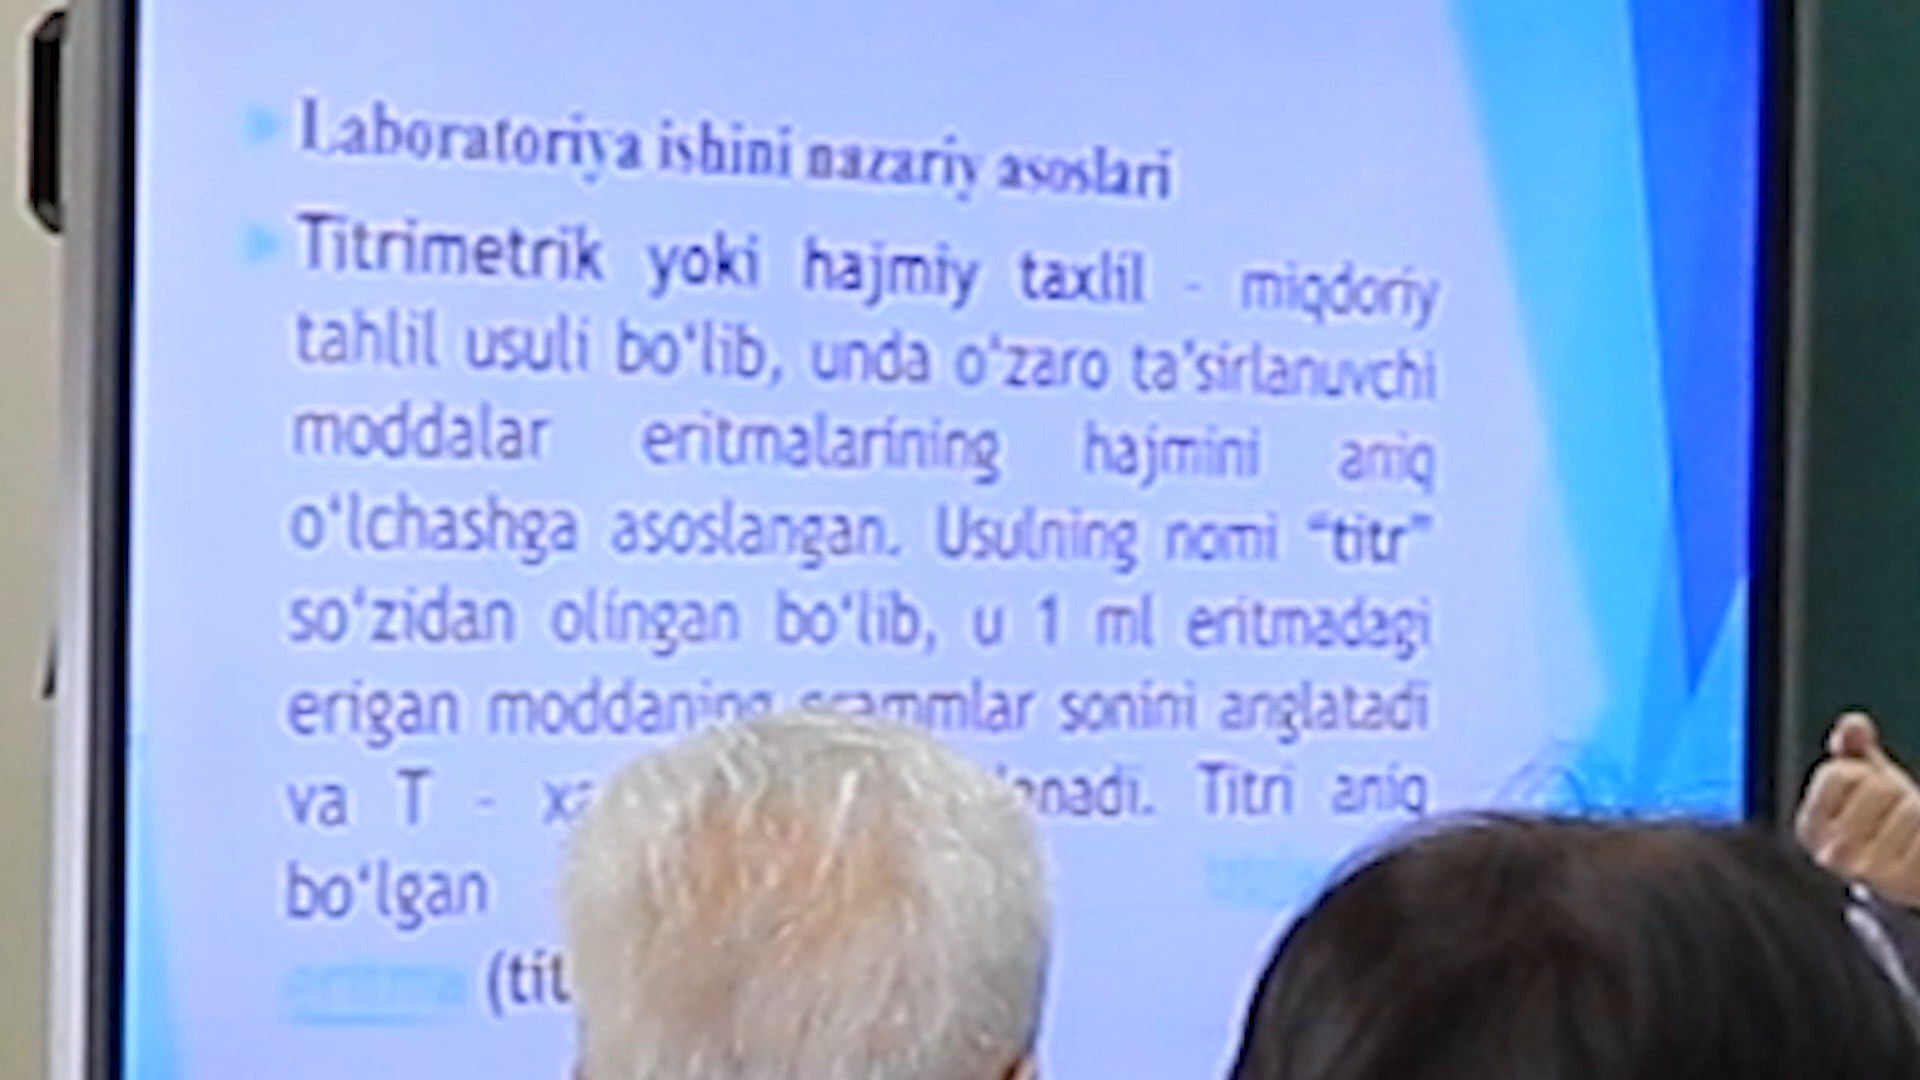 Laboratoriya ishini nazariy asoslari
Titrimetrik yoki hajmiy taxlil - miqdoriy
tahlil usuli bo‘lib, unda o‘zaro ta’sirlanuvchi
moddalar eritmalarining hajmini aniq
o‘lchashga asoslangan. Usulning nomi “titr”
so‘zidan olingan bo‘lib, u 1 ml eritmadagi
erigan moddaning grammlar sonini anglatadi
va T - Titri aniq
bo‘lgan
eritma (tit